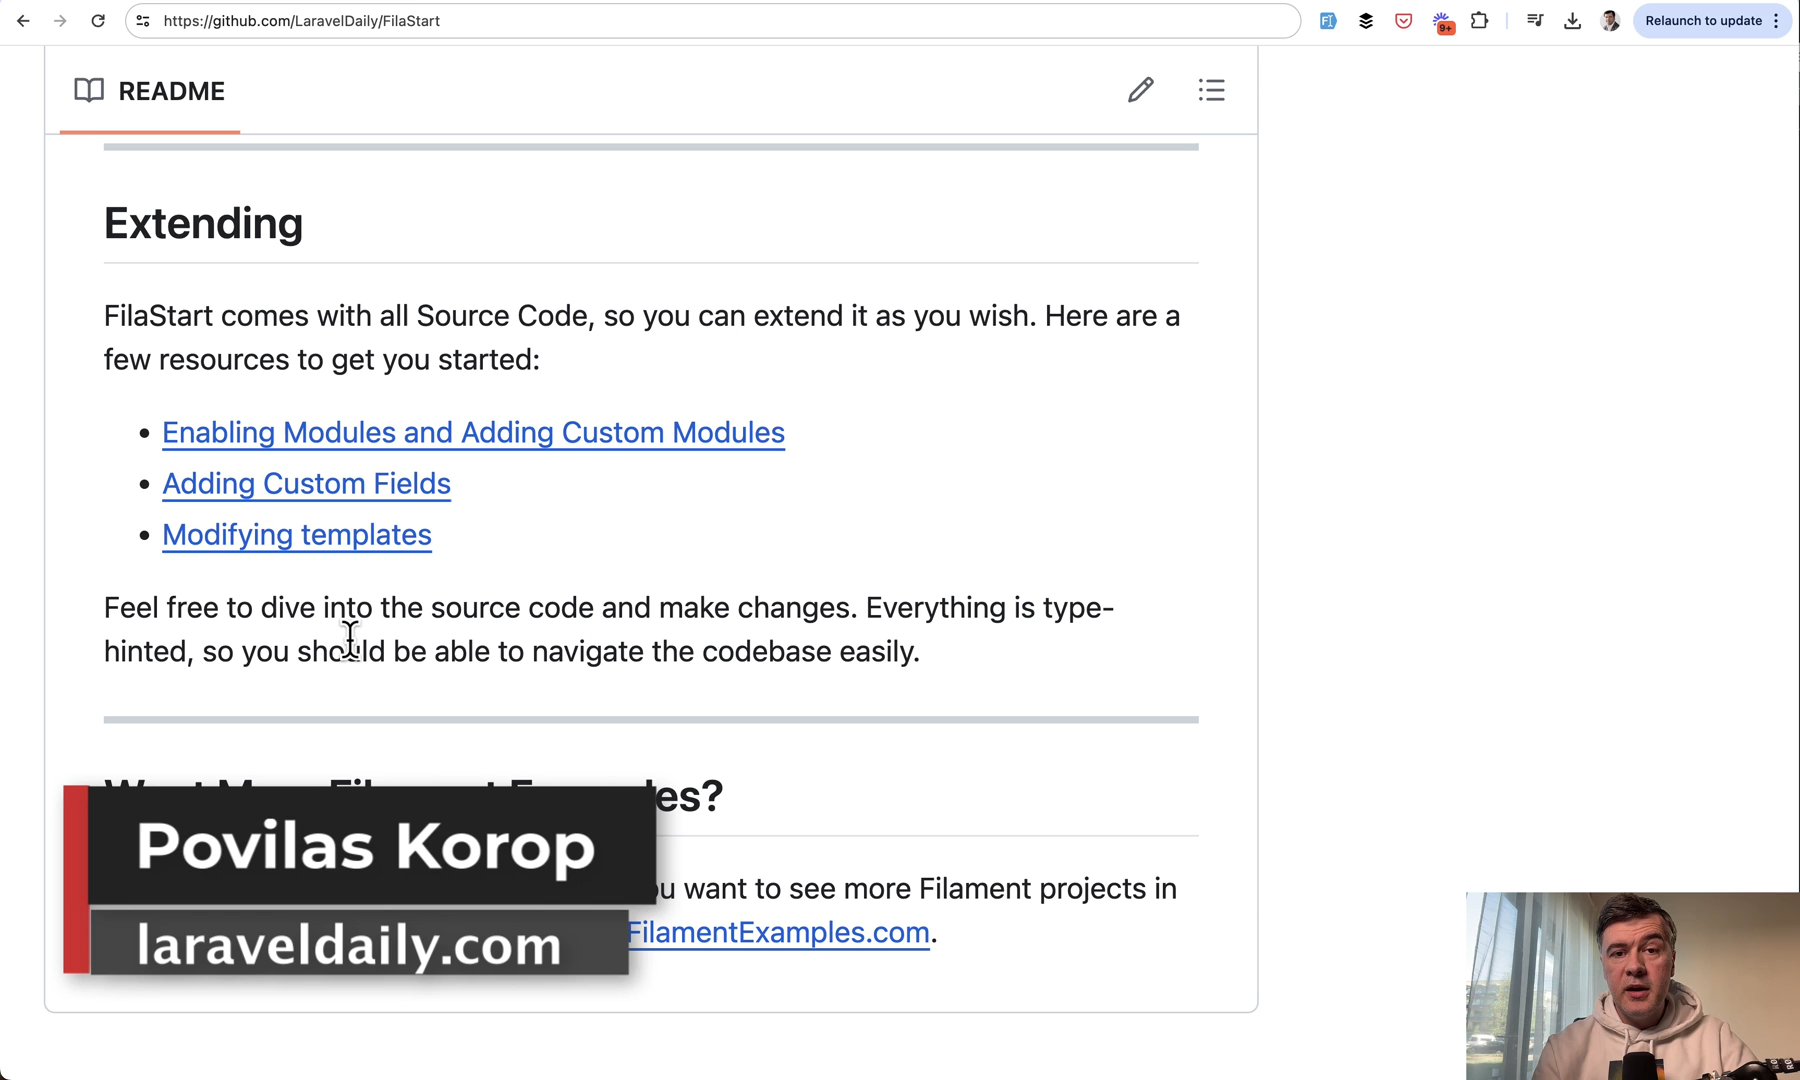 https://github.com/LaravelDaily/FilaStart
9+
Relaunch to update
README
Extending
FilaStart comes with all Source Code, so you can extend it as you wish. Here are a
few resources to get you started:
Enabling Modules and Adding Custom Modules
Adding Custom Fields
Modifying templates
Feel free to dive into the source code and make changes. Everything is type-
hinted, so you should be able to navigate the codebase easily.
Povilas Korop
want to see more Filament projects in
laraveldaily.com
FilamentExamples.com.